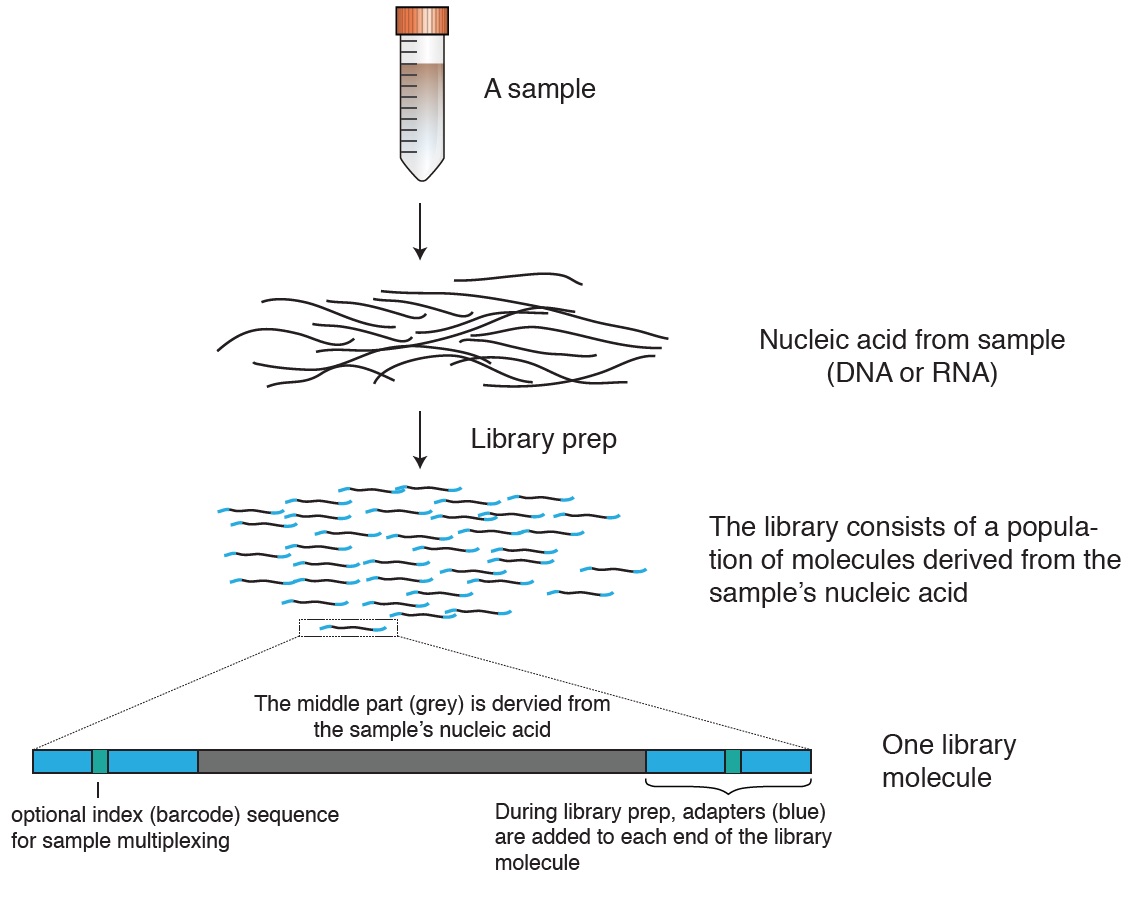 A sample
Nucleic acid from sample
(DNA or RNA)
Library prep
The library consists of a popula-
tion of molecules derived from the
sample’s nucleic acid
The middle part (grey) is dervied from
the sample’s nucleic acid
One library
molecule
optional index (barcode) sequence
for sample multiplexing
During library prep, adapters (blue)
are added to each end of the library
molecule